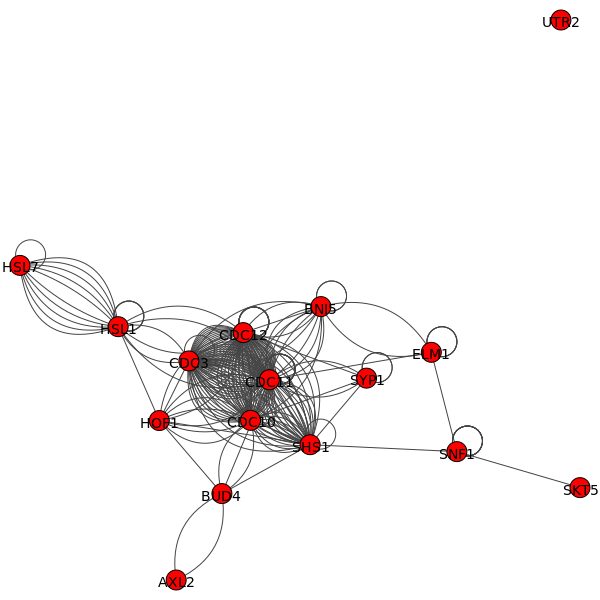 UTR2
HSL7
BNI5
HSL1
CDC12
ELM1
CDC3
CDC11
SYP1
HOF1
CDC10
SHS1
SNF1
SKT5
BUD4
AXL2